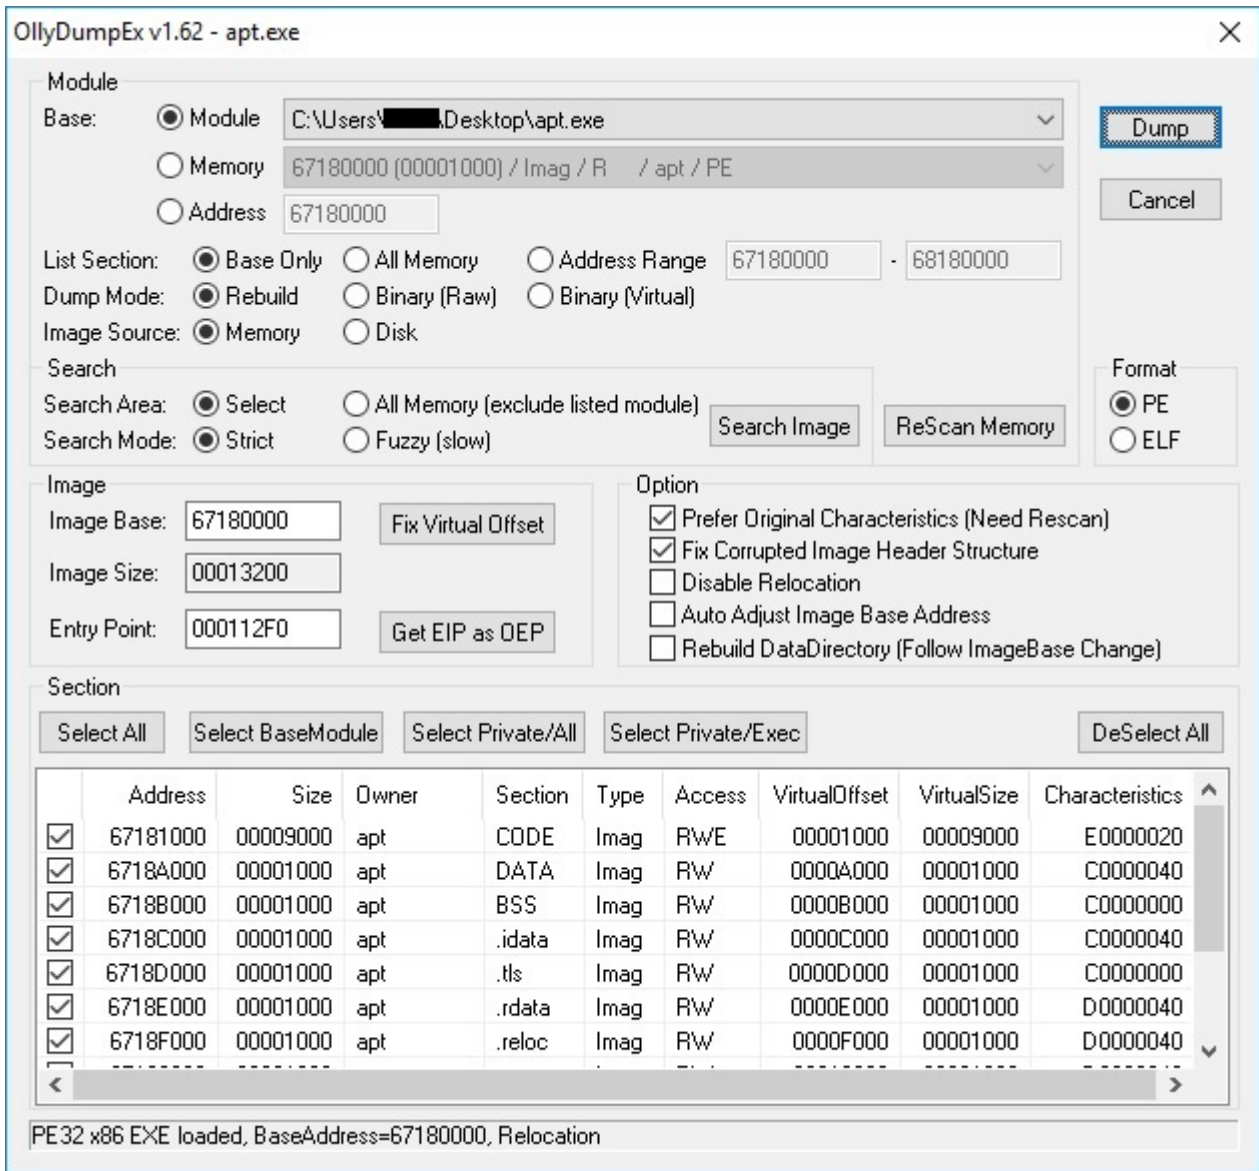 OllyDumpEx v1.62 - apt.exe
Module
Base: Module C:\Users\ \Desktop\apt.exe
Memory 67180000 (00001000) / Imag / R / apt / PE
Address 67180000
Dump
Cancel
List Section: Base Only All Memory Address Range 67180000 - 68180000
Dump Mode: Rebuild Binary (Raw) Binary (Virtual)
Image Source: Memory Disk
Search
Search Area: Select All Memory (exclude listed module)
Search Mode: Strict Fuzzy (slow) Search Image ReScan Memory
Format
PE
ELF
Image
Image Base: 67180000 Fix Virtual Offset
Image Size: 00013200
Entry Point: 000112F0 Get EIP as OEP
Option
Prefer Original Characteristics (Need Rescan)
Fix Corrupted Image Header Structure
Disable Relocation
Auto Adjust Image Base Address
Rebuild DataDirectory (Follow ImageBase Change)
Section
Select All Select BaseModule Select Private/All Select Private/Exec DeSelect All
Address Size Owner Section Type Access VirtualOffset VirtualSize Characteristics
67181000 00009000 apt CODE Imag RWE 00001000 00009000 E0000020
6718A000 00001000 apt DATA Imag RW 0000A000 00001000 C0000040
6718B000 00001000 apt BSS Imag RW 0000B000 00001000 C0000000
6718C000 00001000 apt .idata Imag RW 0000C000 00001000 C0000040
6718D000 00001000 apt .tls Imag RW 0000D000 00001000 C0000000
6718E000 00001000 apt .rdata Imag RW 0000E000 00001000 D0000040
6718F000 00001000 apt .reloc Imag RW 0000F000 00001000 D0000040
PE32 x86 EXE loaded, BaseAddress=67180000, Relocation